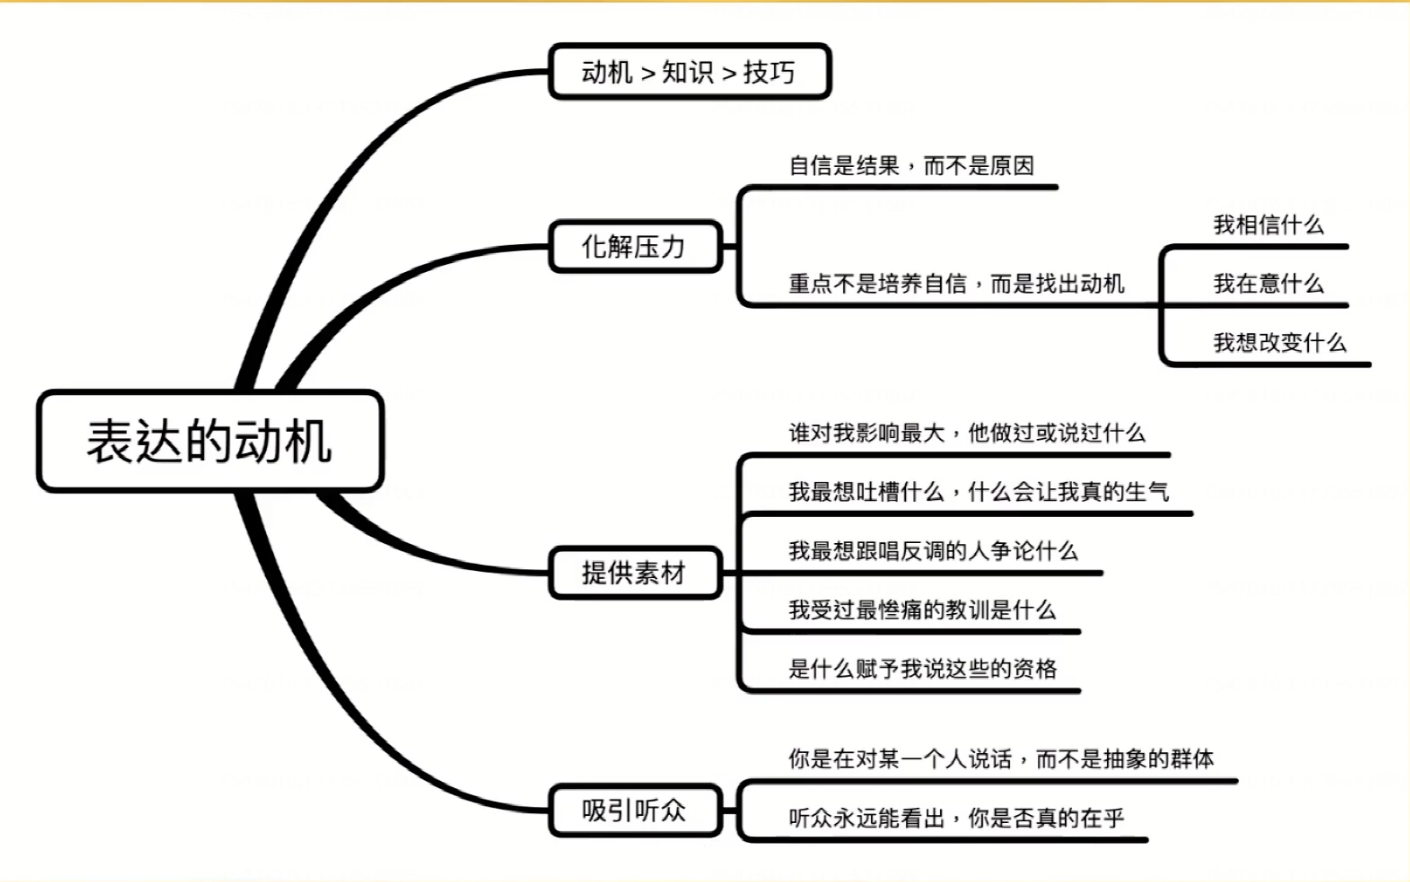 动机 > 知识 > 技巧
自信是结果，而不是原因
我相信什么
化解压力
重点不是培养自信，而是找出动机
我在意什么
我想改变什么
表达的动机
谁对我影响最大，他做过或说过什么
我最想吐槽什么，什么会让我真的生气
我最想跟唱反调的人争论什么
提供素材
我受过最惨痛的教训是什么
是什么赋予我说这些的资格
你是在对某一个人说话，而不是抽象的群体
吸引听众
听众永远能看出，你是否真的在乎